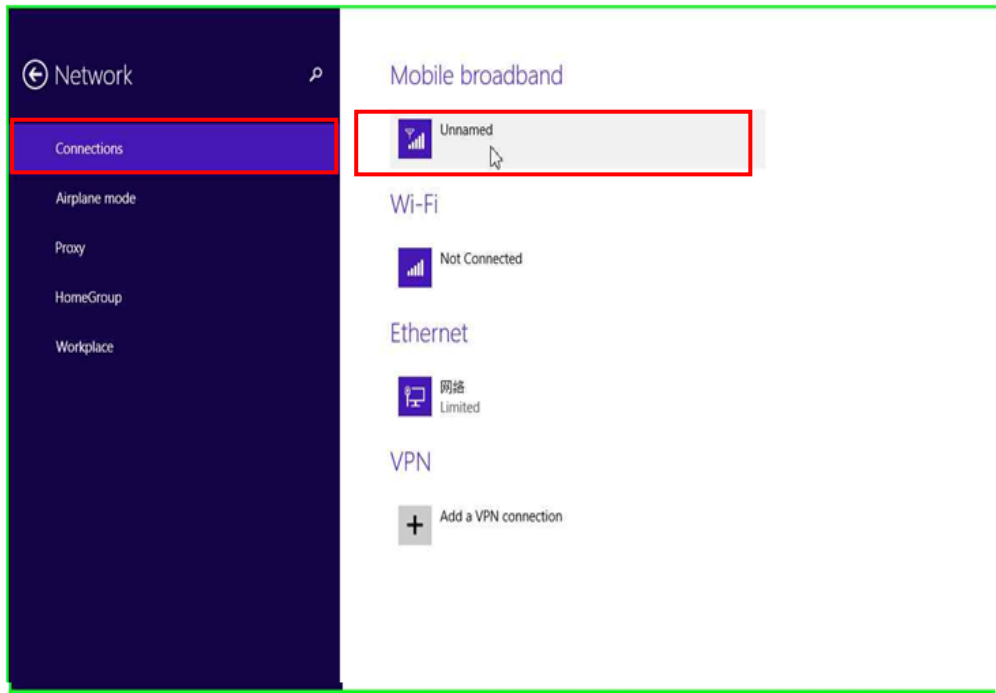 Network
Connections
Airplane mode
Proxy
HomeGroup
Workplace
Mobile broadband
Unnamed
Wi-Fi
Not Connected
Ethernet
网络
Limited
VPN
Add a VPN connection